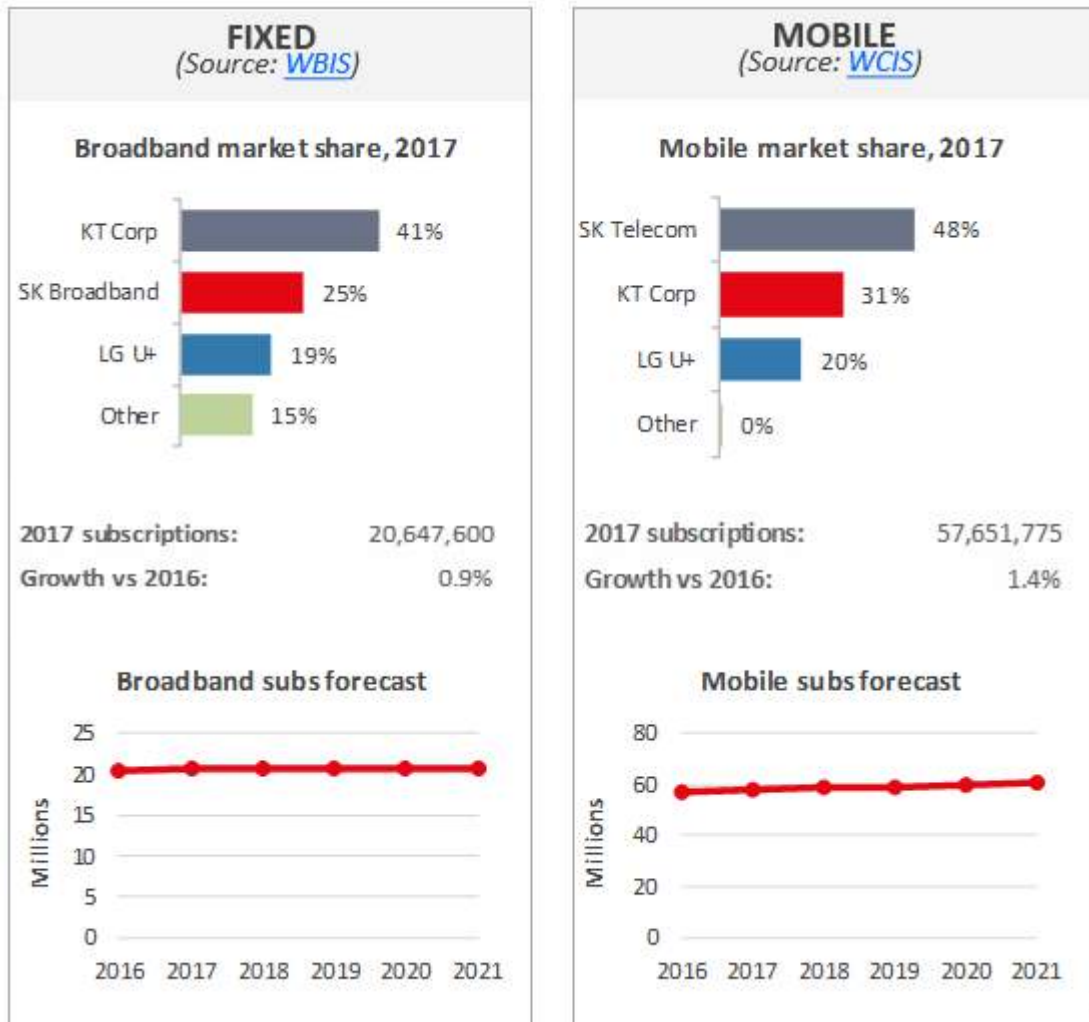 FIXED
(Source: WBIS)
Broadband market share, 2017
KT Corp 41%
SK Broadband 25%
LG U+ 19%
Other 15%
2017 subscriptions: 20,647,600
Growth vs 2016: 0.9%
Broadband subs forecast
Millions
25
20
15
10
5
0
2016 2017 2018 2019 2020 2021
MOBILE
(Source: WCIS)
Mobile market share, 2017
SK Telecom 48%
KT Corp 31%
LG U+ 20%
Other 0%
2017 subscriptions: 57,651,775
Growth vs 2016: 1.4%
Mobile subs forecast
Millions
80
60
40
20
0
2016 2017 2018 2019 2020 2021